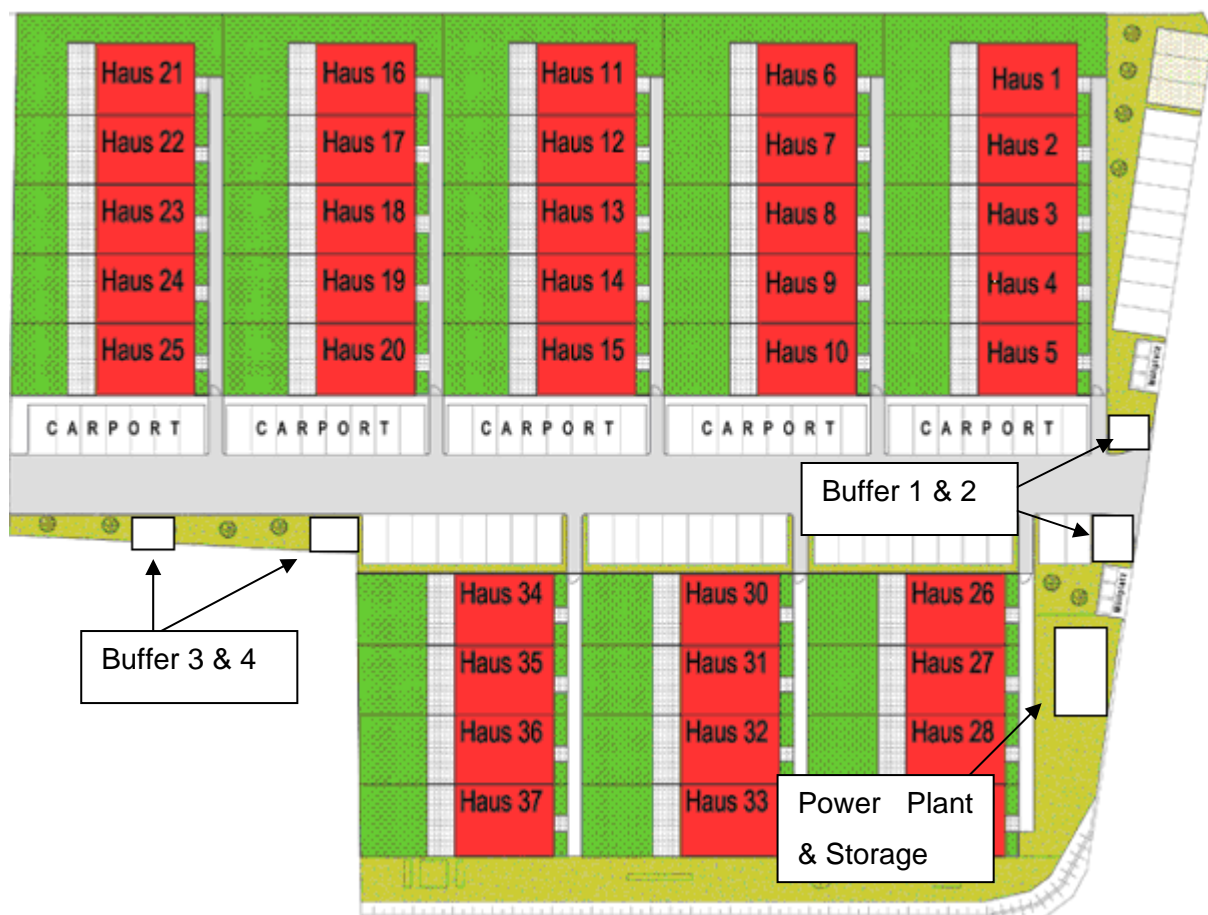 Haus 21 Haus 16 Haus 11 Haus 6 Haus 1
Haus 22 Haus 17 Haus 12 Haus 7 Haus 2
Haus 23 Haus 18 Haus 13 Haus 8 Haus 3
Haus 24 Haus 19 Haus 14 Haus 9 Haus 4
Haus 25 Haus 20 Haus 15 Haus 10 Haus 5
Müllplatz
CARPORT CARPORT CARPORT CARPORT CARPORT
Buffer 1 & 2
Müllplatz
Haus 34 Haus 30 Haus 26
Buffer 3 & 4
Haus 35 Haus 31 Haus 27
Haus 36 Haus 32 Haus 28
Haus 37 Haus 33
Power Plant
& Storage